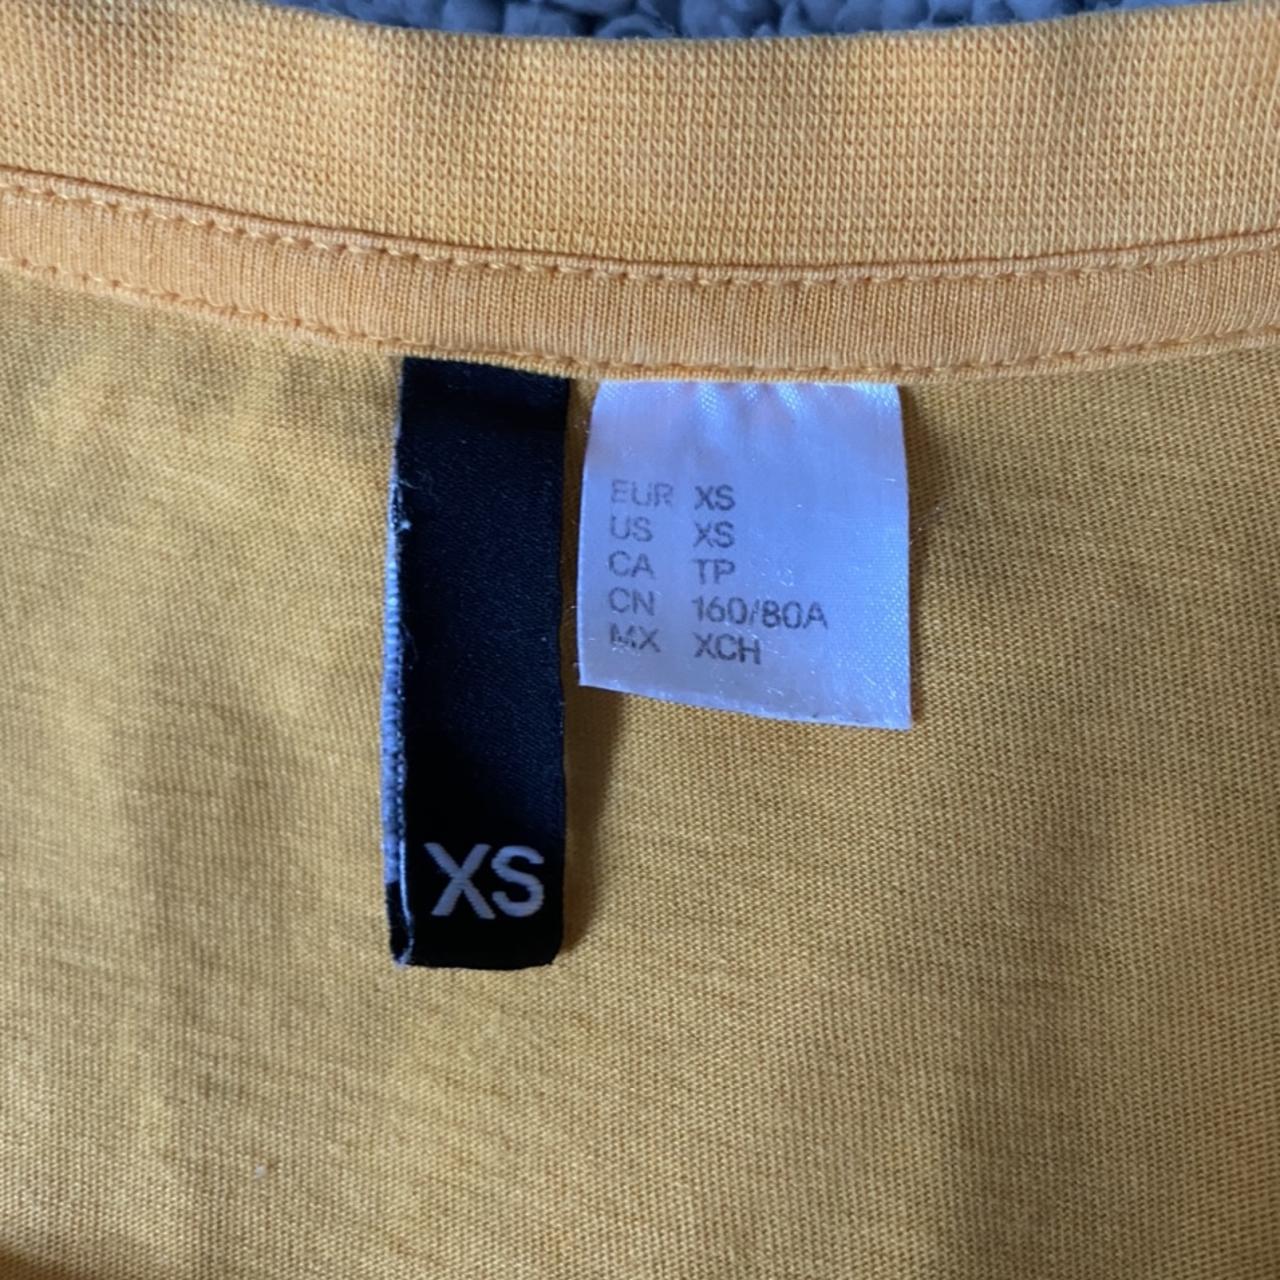 EUR XS
US XS
CA TP
CN 160/80A
MX XCH
XS